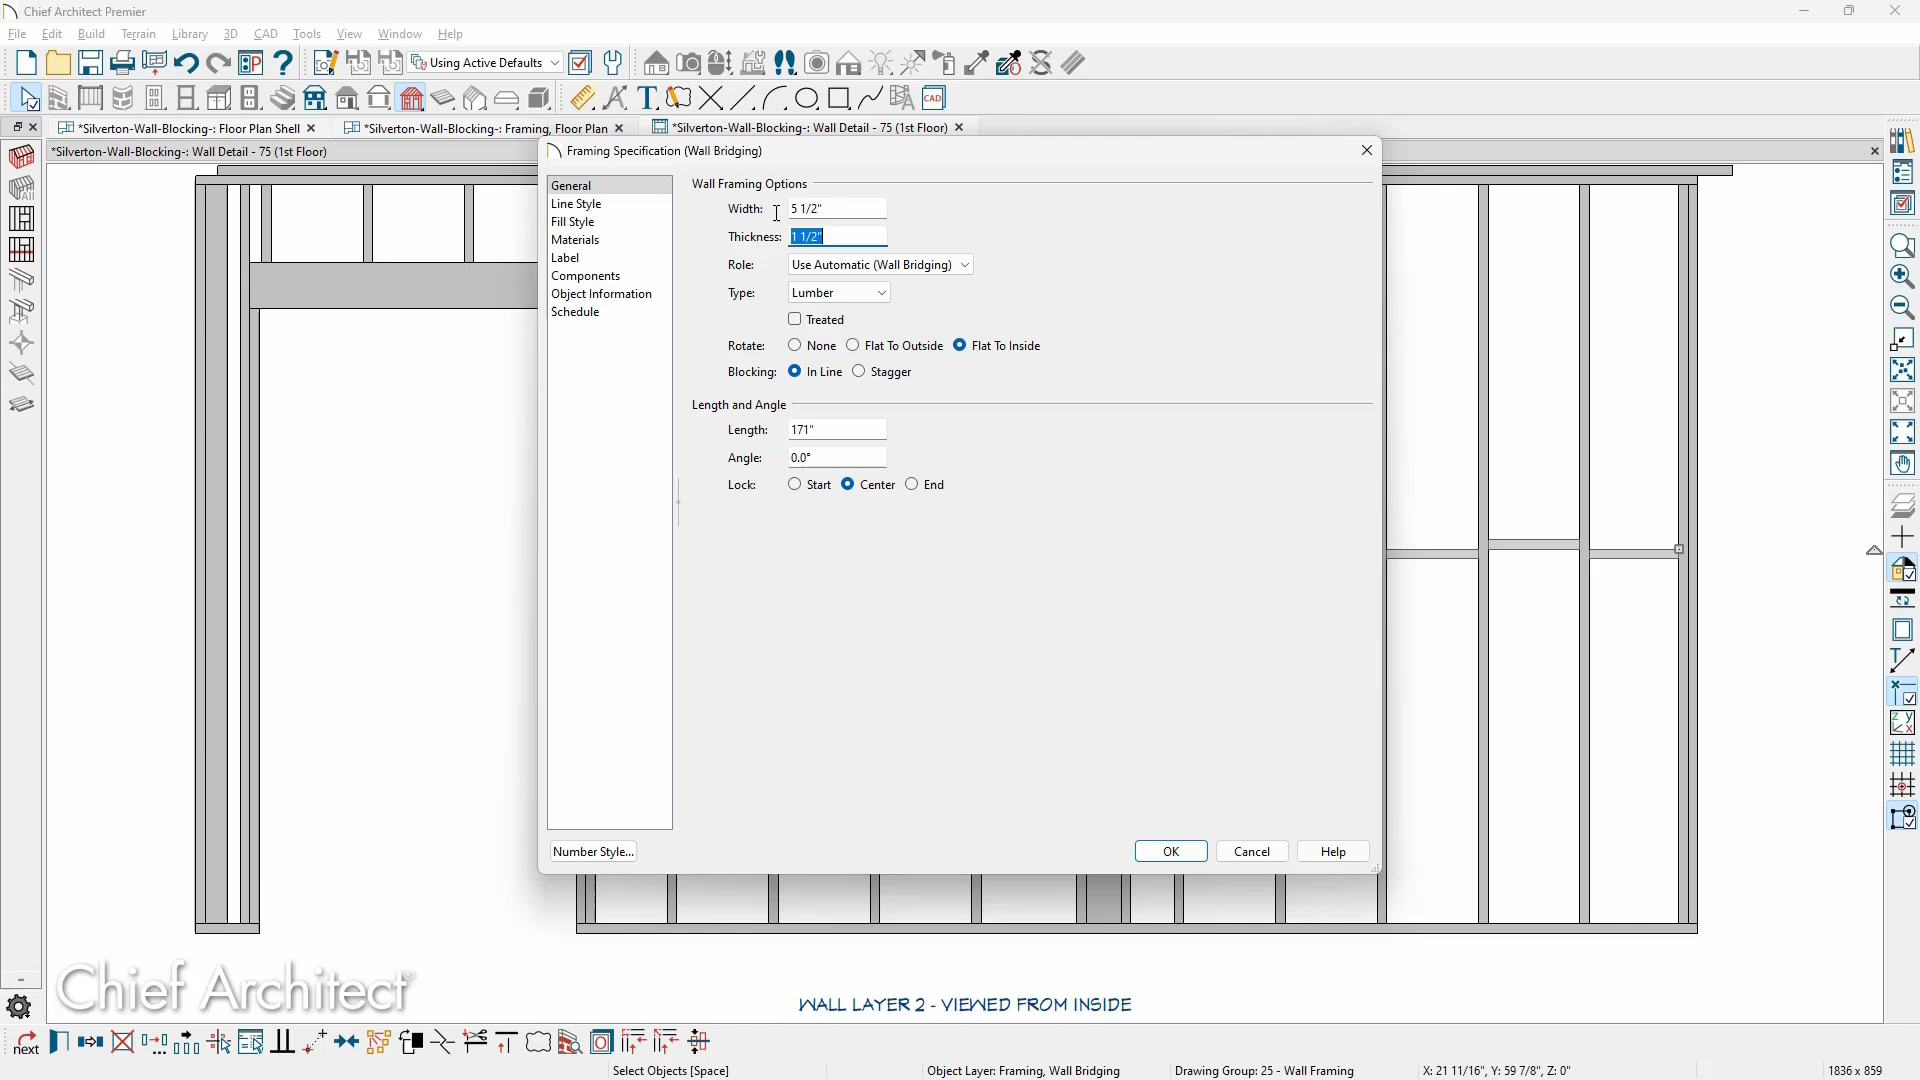 Chief Architect Premier
File Edit Build Terrain Library 3D CAD Tools View Window Help
Using Active Defaults
CAD
*Silverton-Wall-Blocking-: Floor Plan Shell
*Silverton-Wall-Blocking-: Framing, Floor Plan
*Silverton-Wall-Blocking-: Wall Detail - 75 (1st Floor)
*Silverton-Wall-Blocking-: Wall Detail - 75 (1st Floor)
Framing Specification (Wall Bridging)
General
Line Style
Fill Style
Materials
Label
Components
Object Information
Schedule
Wall Framing Options
Width: 5 1/2"
Thickness: 1 1/2"
Role: Use Automatic (Wall Bridging)
Type: Lumber
Treated
Rotate: None Flat To Outside Flat To Inside
Blocking: In Line Stagger
Length and Angle
Length: 171"
Angle: 0.0°
Lock: Start Center End
Number Style...
OK Cancel Help
ALL
Chief Architect®
WALL LAYER 2 - VIEWED FROM INSIDE
next
Select Objects [Space]
Object Layer: Framing, Wall Bridging
Drawing Group: 25 - Wall Framing
X: 21 11/16", Y: 59 7/8", Z: 0"
1836 x 859